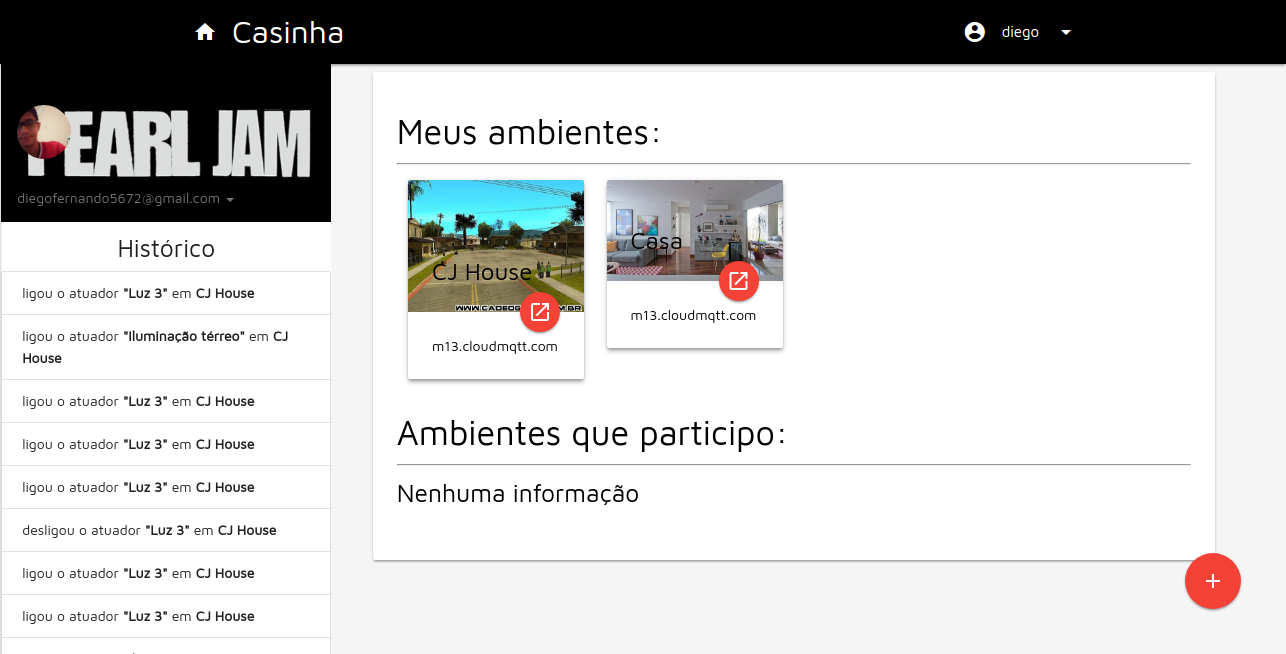 Casinha
diego
PEARL JAM
diegofernando5672@gmail.com
Histórico
ligou o atuador "Luz 3" em CJ House
ligou o atuador "Iluminação térreo" em CJ
House
ligou o atuador "Luz 3" em CJ House
ligou o atuador "Luz 3" em CJ House
ligou o atuador "Luz 3" em CJ House
desligou o atuador "Luz 3" em CJ House
ligou o atuador "Luz 3" em CJ House
ligou o atuador "Luz 3" em CJ House
Meus ambientes:
CJ House
m13.cloudmqtt.com
Casa
m13.cloudmqtt.com
Ambientes que participo:
Nenhuma informação